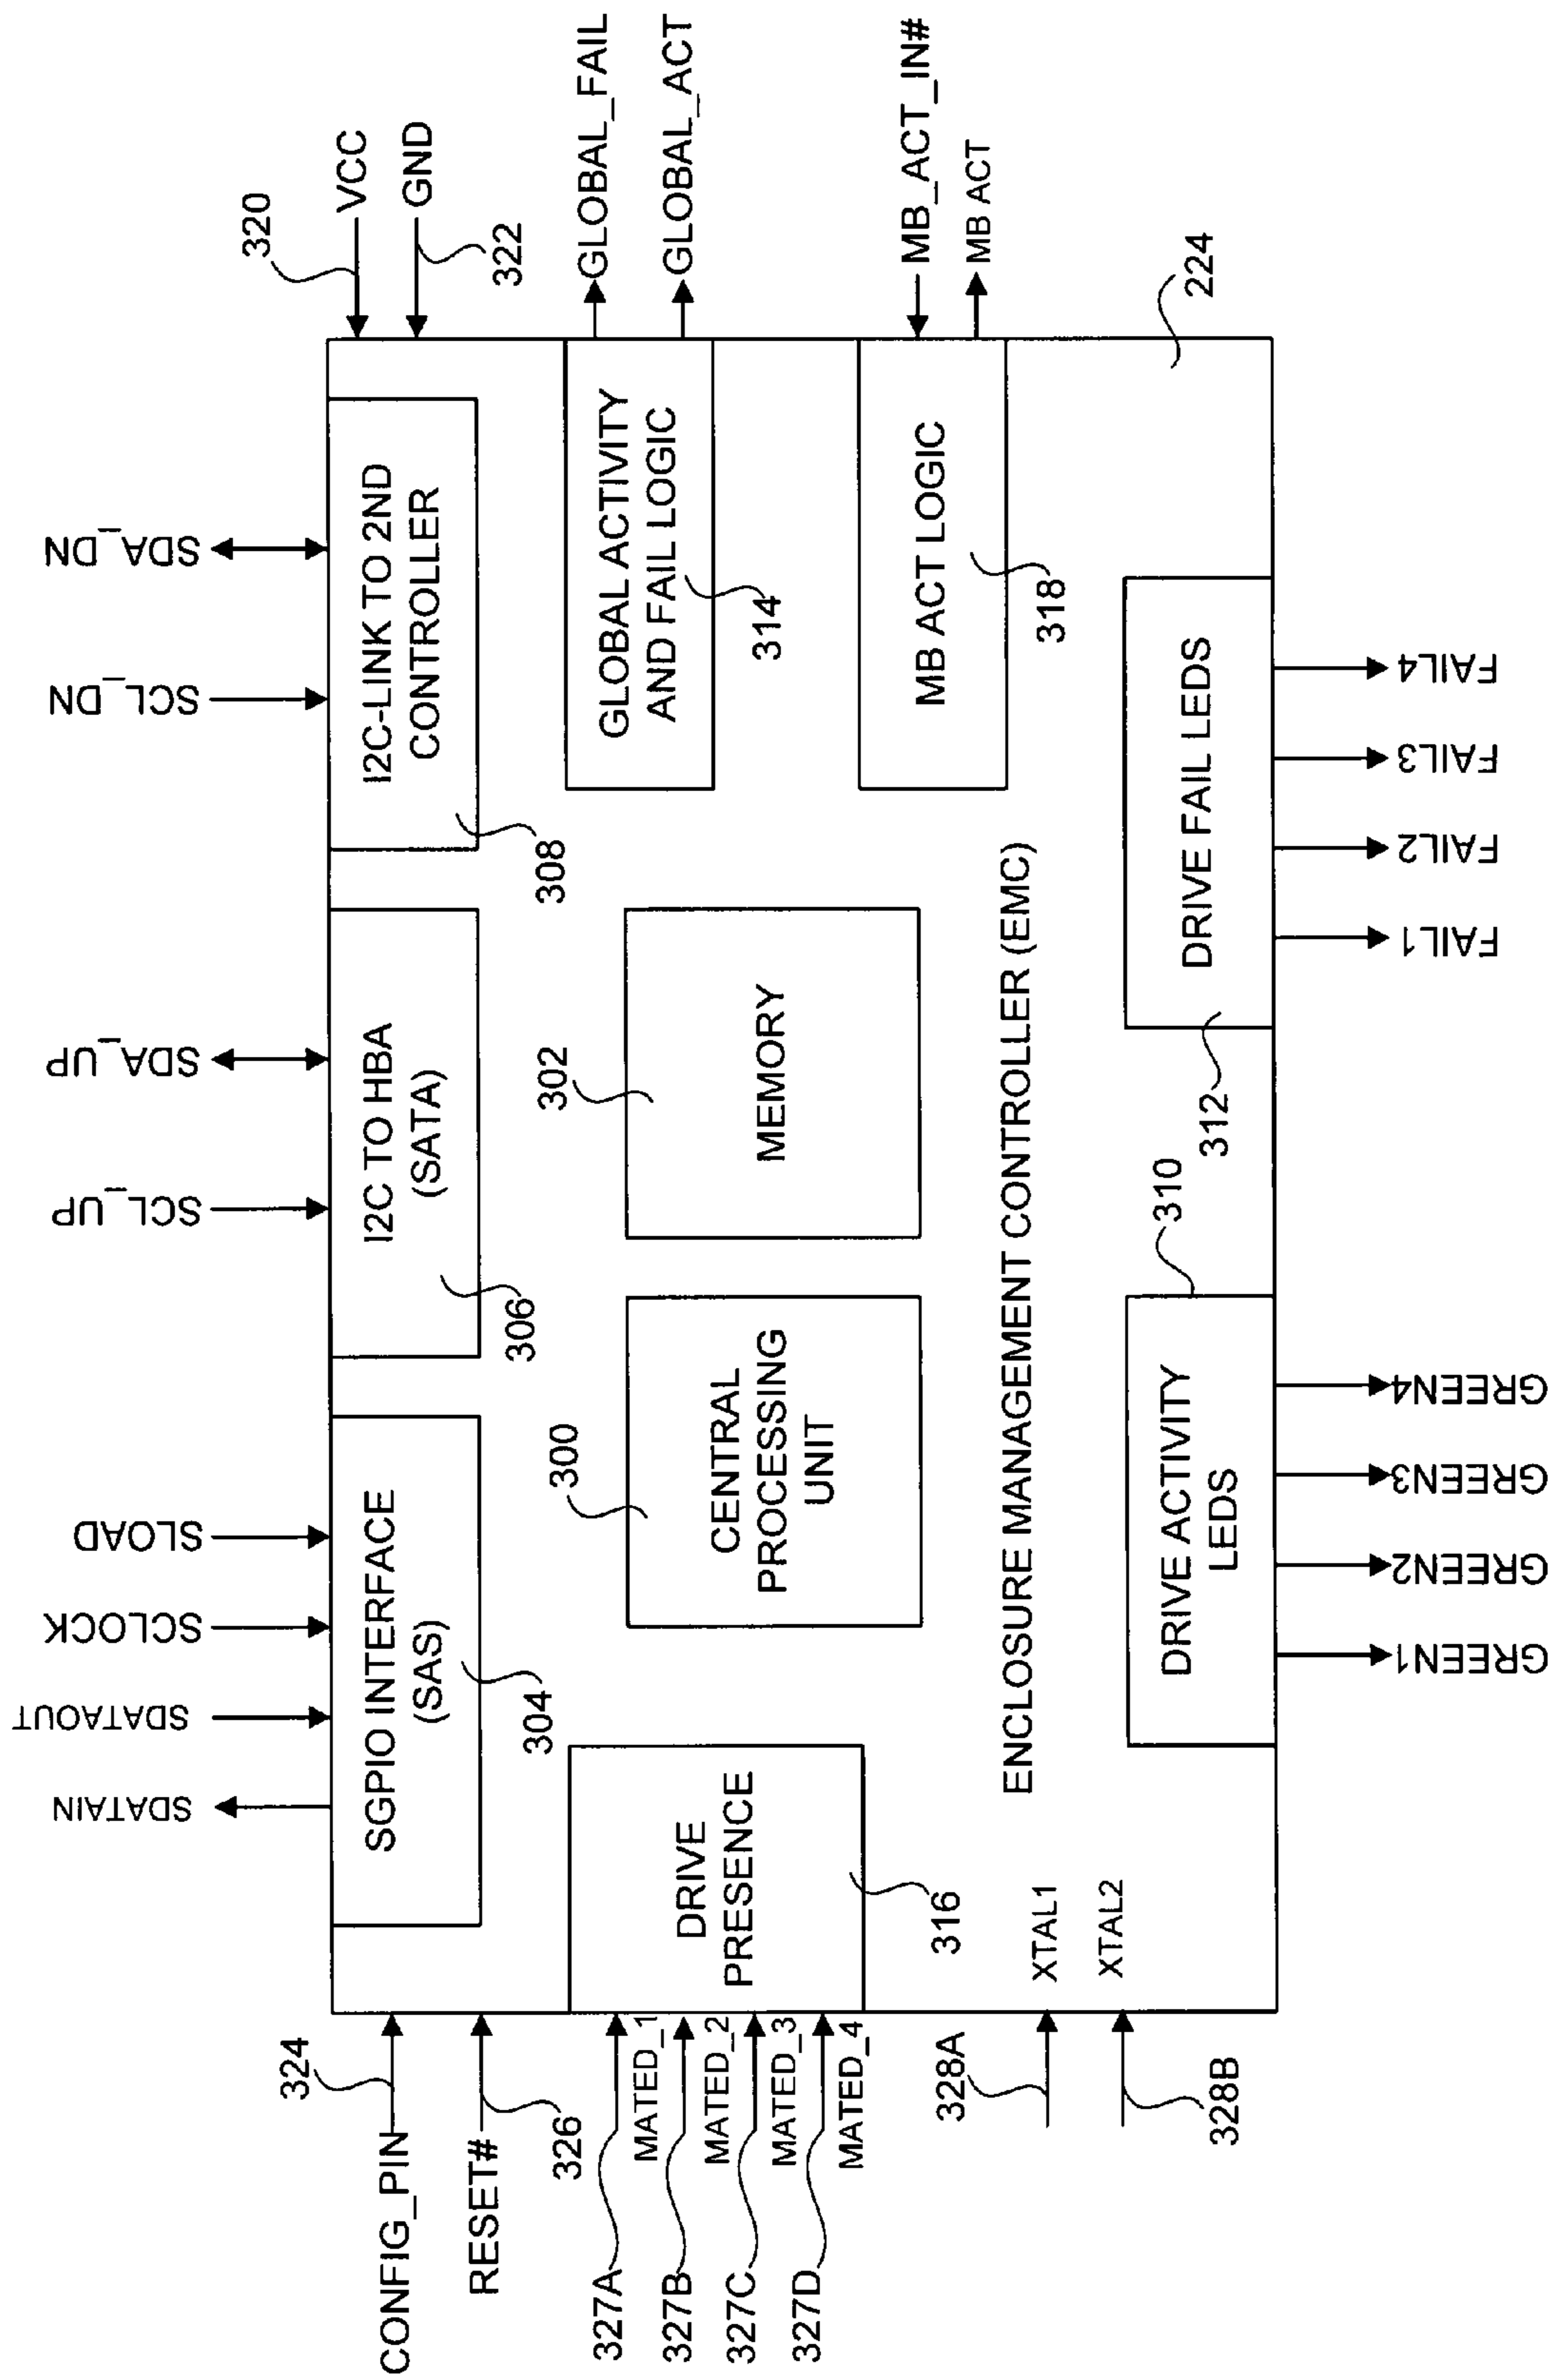 SDATAIN
SDATAOUT
SCLOCK
SLOAD
SCL_UP
SDA_UP
SCL_DN
SDA_DN
324
CONFIG_PIN
RESET#
326
SGPIO INTERFACE
(SAS)
304
I2C TO HBA
(SATA)
306
I2C-LINK TO 2ND
CONTROLLER
308
320
VCC
GND
322
327A
MATED_1
327B
MATED_2
327C
MATED_3
327D
MATED_4
DRIVE
PRESENCE
316
300
CENTRAL
PROCESSING
UNIT
302
MEMORY
GLOBAL ACTIVITY
AND FAIL LOGIC
314
GLOBAL_FAIL
GLOBAL_ACT
MB ACT LOGIC
318
MB_ACT_IN#
MB ACT
ENCLOSURE MANAGEMENT CONTROLLER (EMC)
328A
XTAL1
328B
XTAL2
DRIVE ACTIVITY
LEDS
310
312
DRIVE FAIL LEDS
224
GREEN1
GREEN2
GREEN3
GREEN4
FAIL1
FAIL2
FAIL3
FAIL4